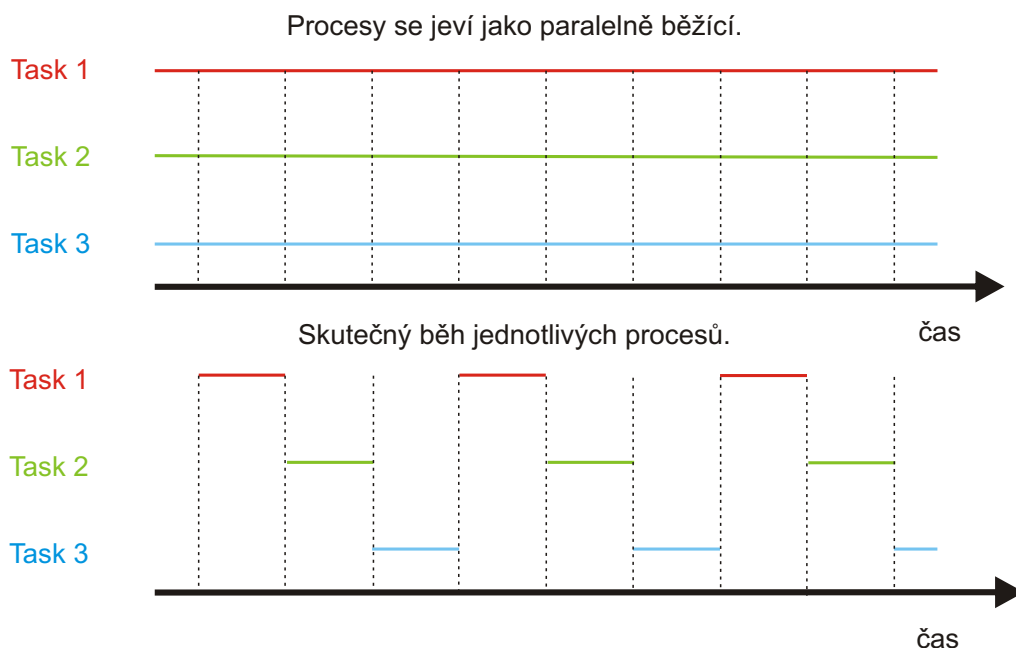 Procesy se jeví jako paralelně běžící.
Task 1
Task 2
Task 3
čas
Skutečný běh jednotlivých procesů.
Task 1
Task 2
Task 3
čas